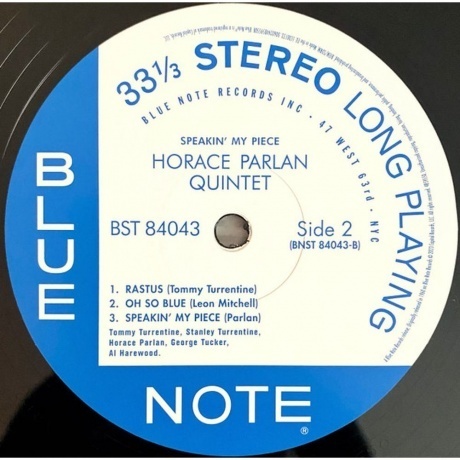 33⅓ STEREO LONG PLAYING
BLUE NOTE RECORDS INC • 47 WEST 63rd • NYC
SPEAKIN' MY PIECE
HORACE PARLAN
QUINTET
BST 84043
Side 2
(BNST 84043-B)
1. RASTUS (Tommy Turrentine)
2. OH SO BLUE (Leon Mitchell)
3. SPEAKIN' MY PIECE (Parlan)
Tommy Turrentine, Stanley Turrentine,
Horace Parlan, George Tucker,
Al Harewood.
BLUE
NOTE®